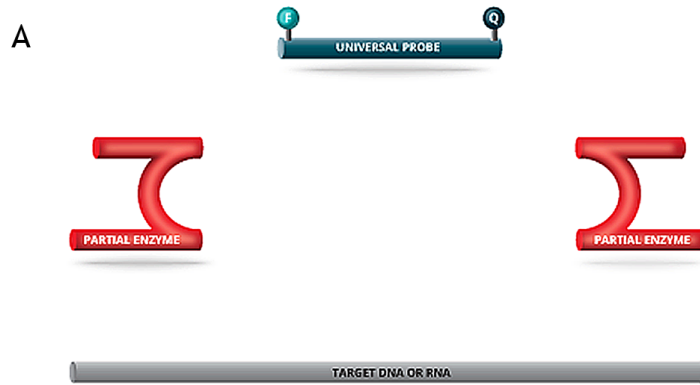 A
F
Q
UNIVERSAL PROBE
PARTIAL ENZYME
PARTIAL ENZYME
TARGET DNA OR RNA